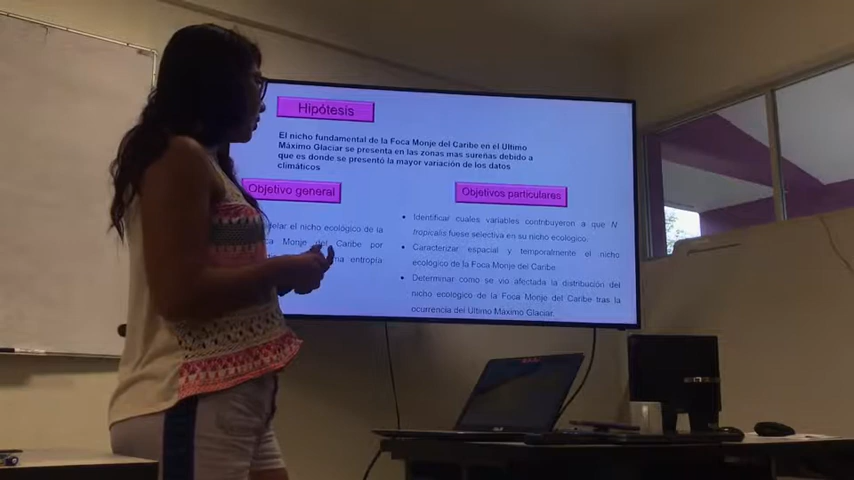 Hipótesis
El nicho fundamental de la Foca Monje del Caribe en el Último
Máximo Glaciar se presenta en las zonas mas sureñas debido a
que es donde se presentó la mayor variación de los datos
climáticos
Objetivo general
Objetivos particulares
el nicho ecológico de la
Monje del Caribe por
entropia
• Identificar cuales variables contribuyeron a que N
tropicalis fuese selectiva en su nicho ecológico.
• Caracterizar espacial y temporalmente el nicho
ecológico de la Foca Monje del Caribe
• Determinar como se vio afectada la distribución del
nicho ecológico de la Foca Monje del Caribe tras la
ocurrencia del Último Maximo Glaciar.